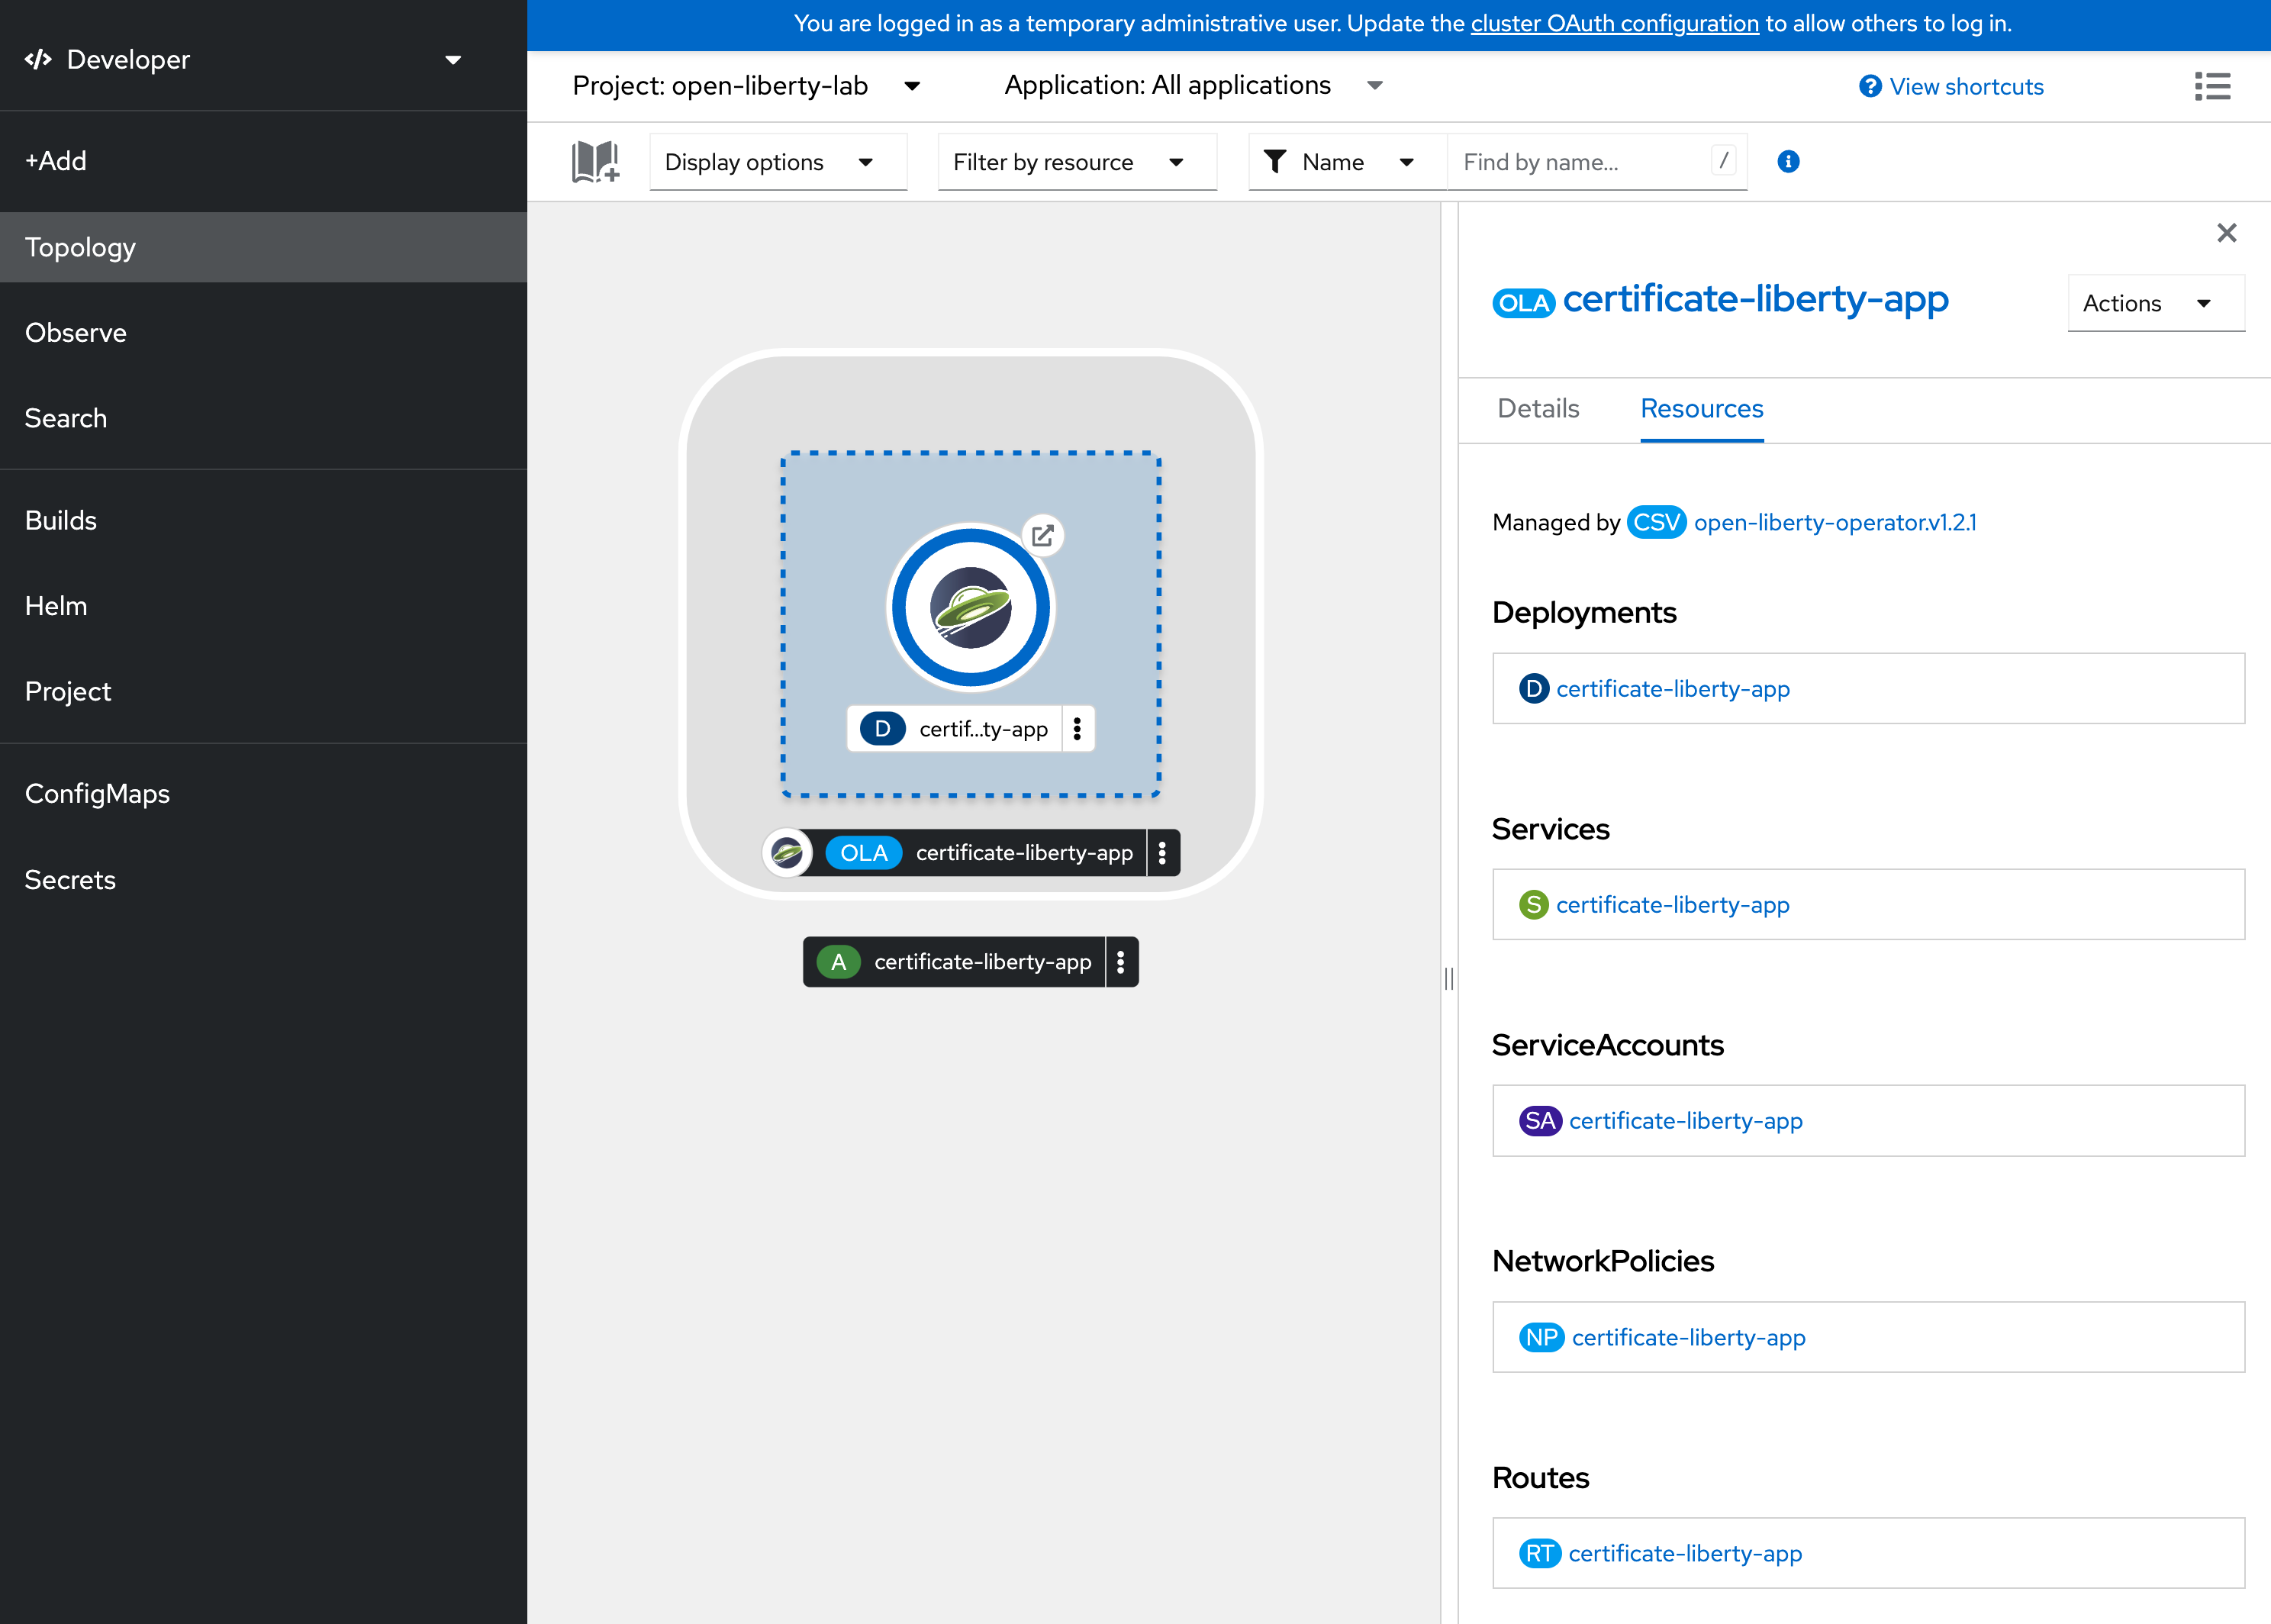 You are logged in as a temporary administrative user. Update the cluster OAuth configuration to allow others to log in.
</> Developer
+Add
Topology
Observe
Search
Builds
Helm
Project
ConfigMaps
Secrets
Project: open-liberty-lab
Application: All applications
View shortcuts
Display options
Filter by resource
Name
Find by name...
/
D certif...ty-app
OLA certificate-liberty-app
A certificate-liberty-app
OLA certificate-liberty-app
Actions
Details
Resources
Managed by CSV open-liberty-operator.v1.2.1
Deployments
D certificate-liberty-app
Services
S certificate-liberty-app
ServiceAccounts
SA certificate-liberty-app
NetworkPolicies
NP certificate-liberty-app
Routes
RT certificate-liberty-app